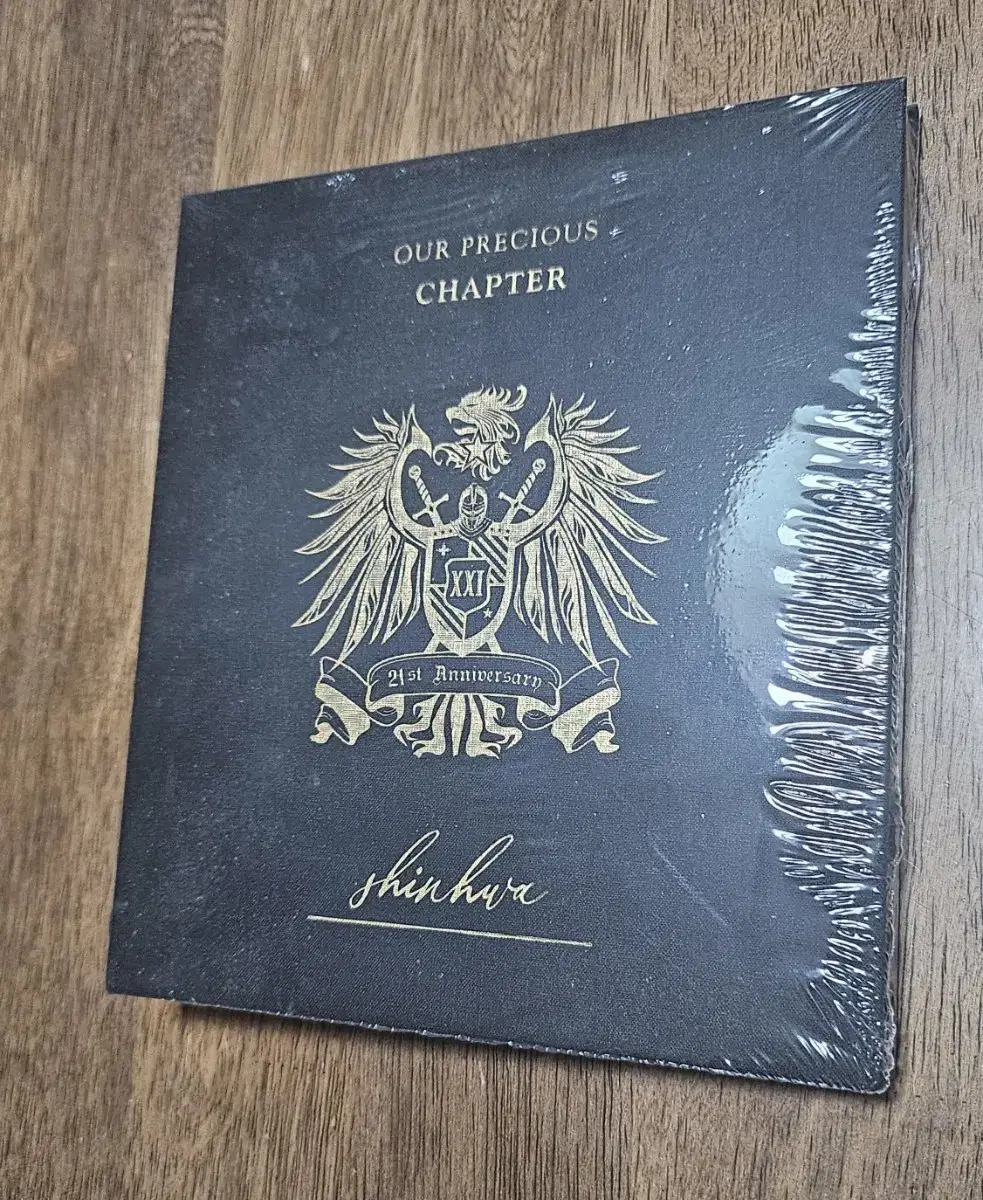 OUR PRECIOUS
CHAPTER
XXI
21st Anniversary
shinhwa